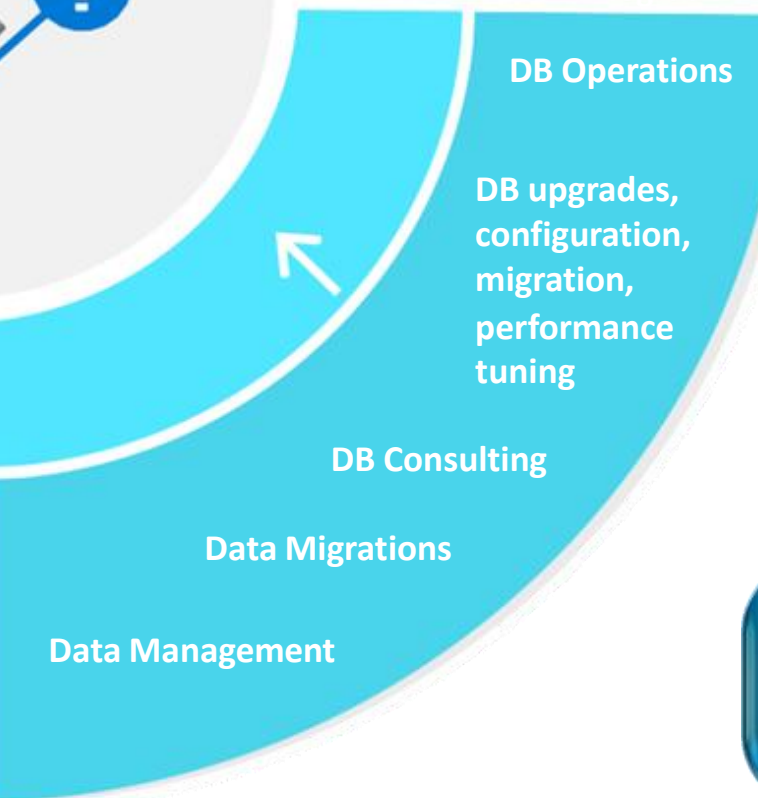 DB Operations
DB upgrades,
configuration,
migration,
performance
tuning
DB Consulting
Data Migrations
Data Management